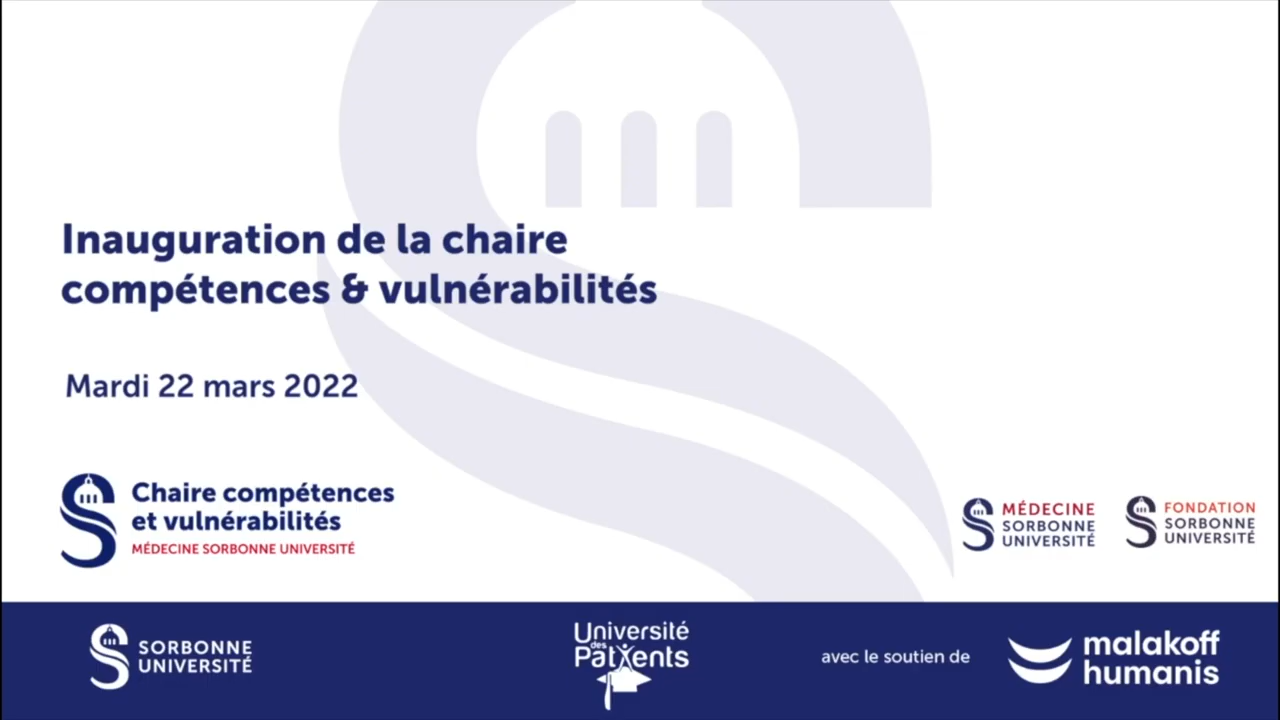 Inauguration de la chaire
compétences & vulnérabilités
Mardi 22 mars 2022
Chaire compétences
et vulnérabilités
MÉDECINE SORBONNE UNIVERSITÉ
MÉDECINE
SORBONNE
UNIVERSITÉ
FONDATION
SORBONNE
UNIVERSITÉ
SORBONNE
UNIVERSITÉ
Université
des
Patients
avec le soutien de
malakoff
humanis